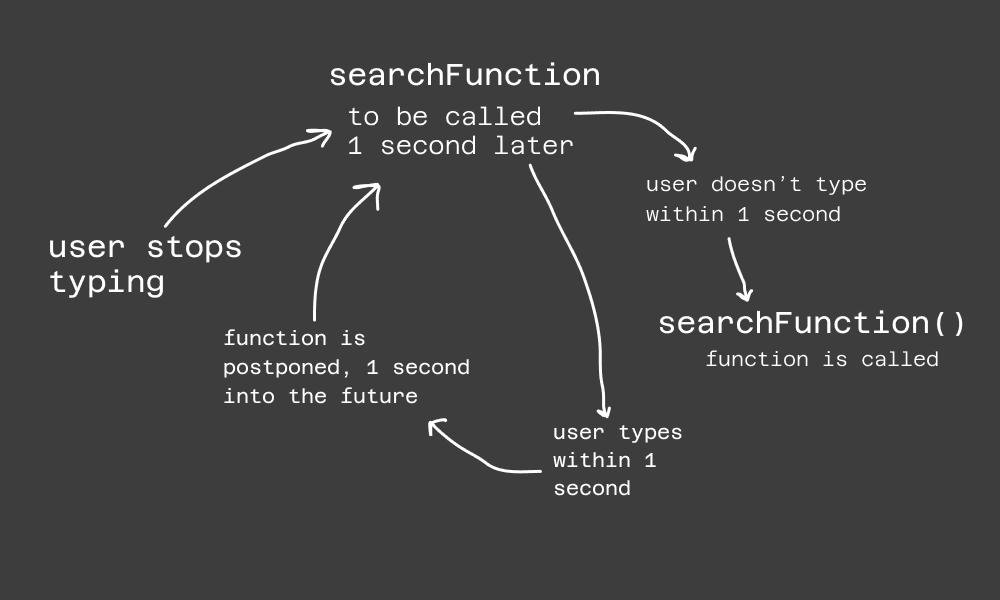 searchFunction
to be called
1 second later
user doesn't type
within 1 second
user stops
typing
searchFunction()
function is called
function is
postponed, 1 second
into the future
user types
within 1
second